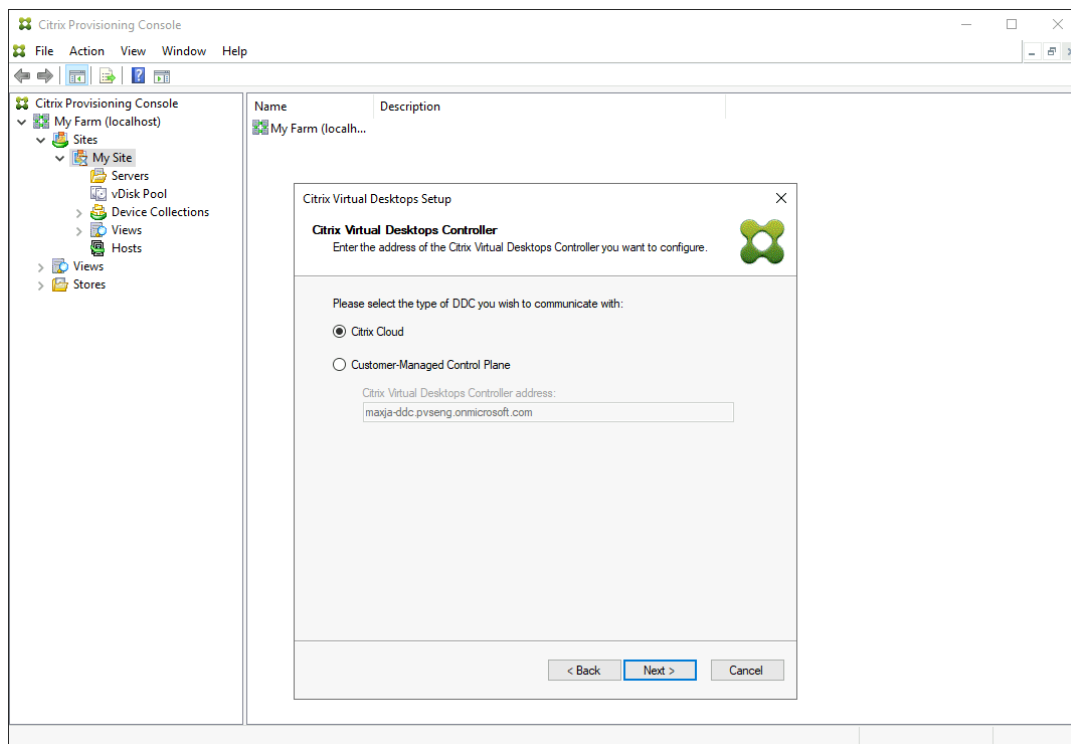 Citrix Provisioning Console
File Action View Window Help
Citrix Provisioning Console
My Farm (localhost)
Sites
My Site
Servers
vDisk Pool
Device Collections
Views
Hosts
Views
Stores
Name Description
My Farm (localh...
Citrix Virtual Desktops Setup
Citrix Virtual Desktops Controller
Enter the address of the Citrix Virtual Desktops Controller you want to configure.
Please select the type of DDC you wish to communicate with:
Citrix Cloud
Customer-Managed Control Plane
Citrix Virtual Desktops Controller address:
maxja-ddc.pvseng.onmicrosoft.com
< Back Next > Cancel